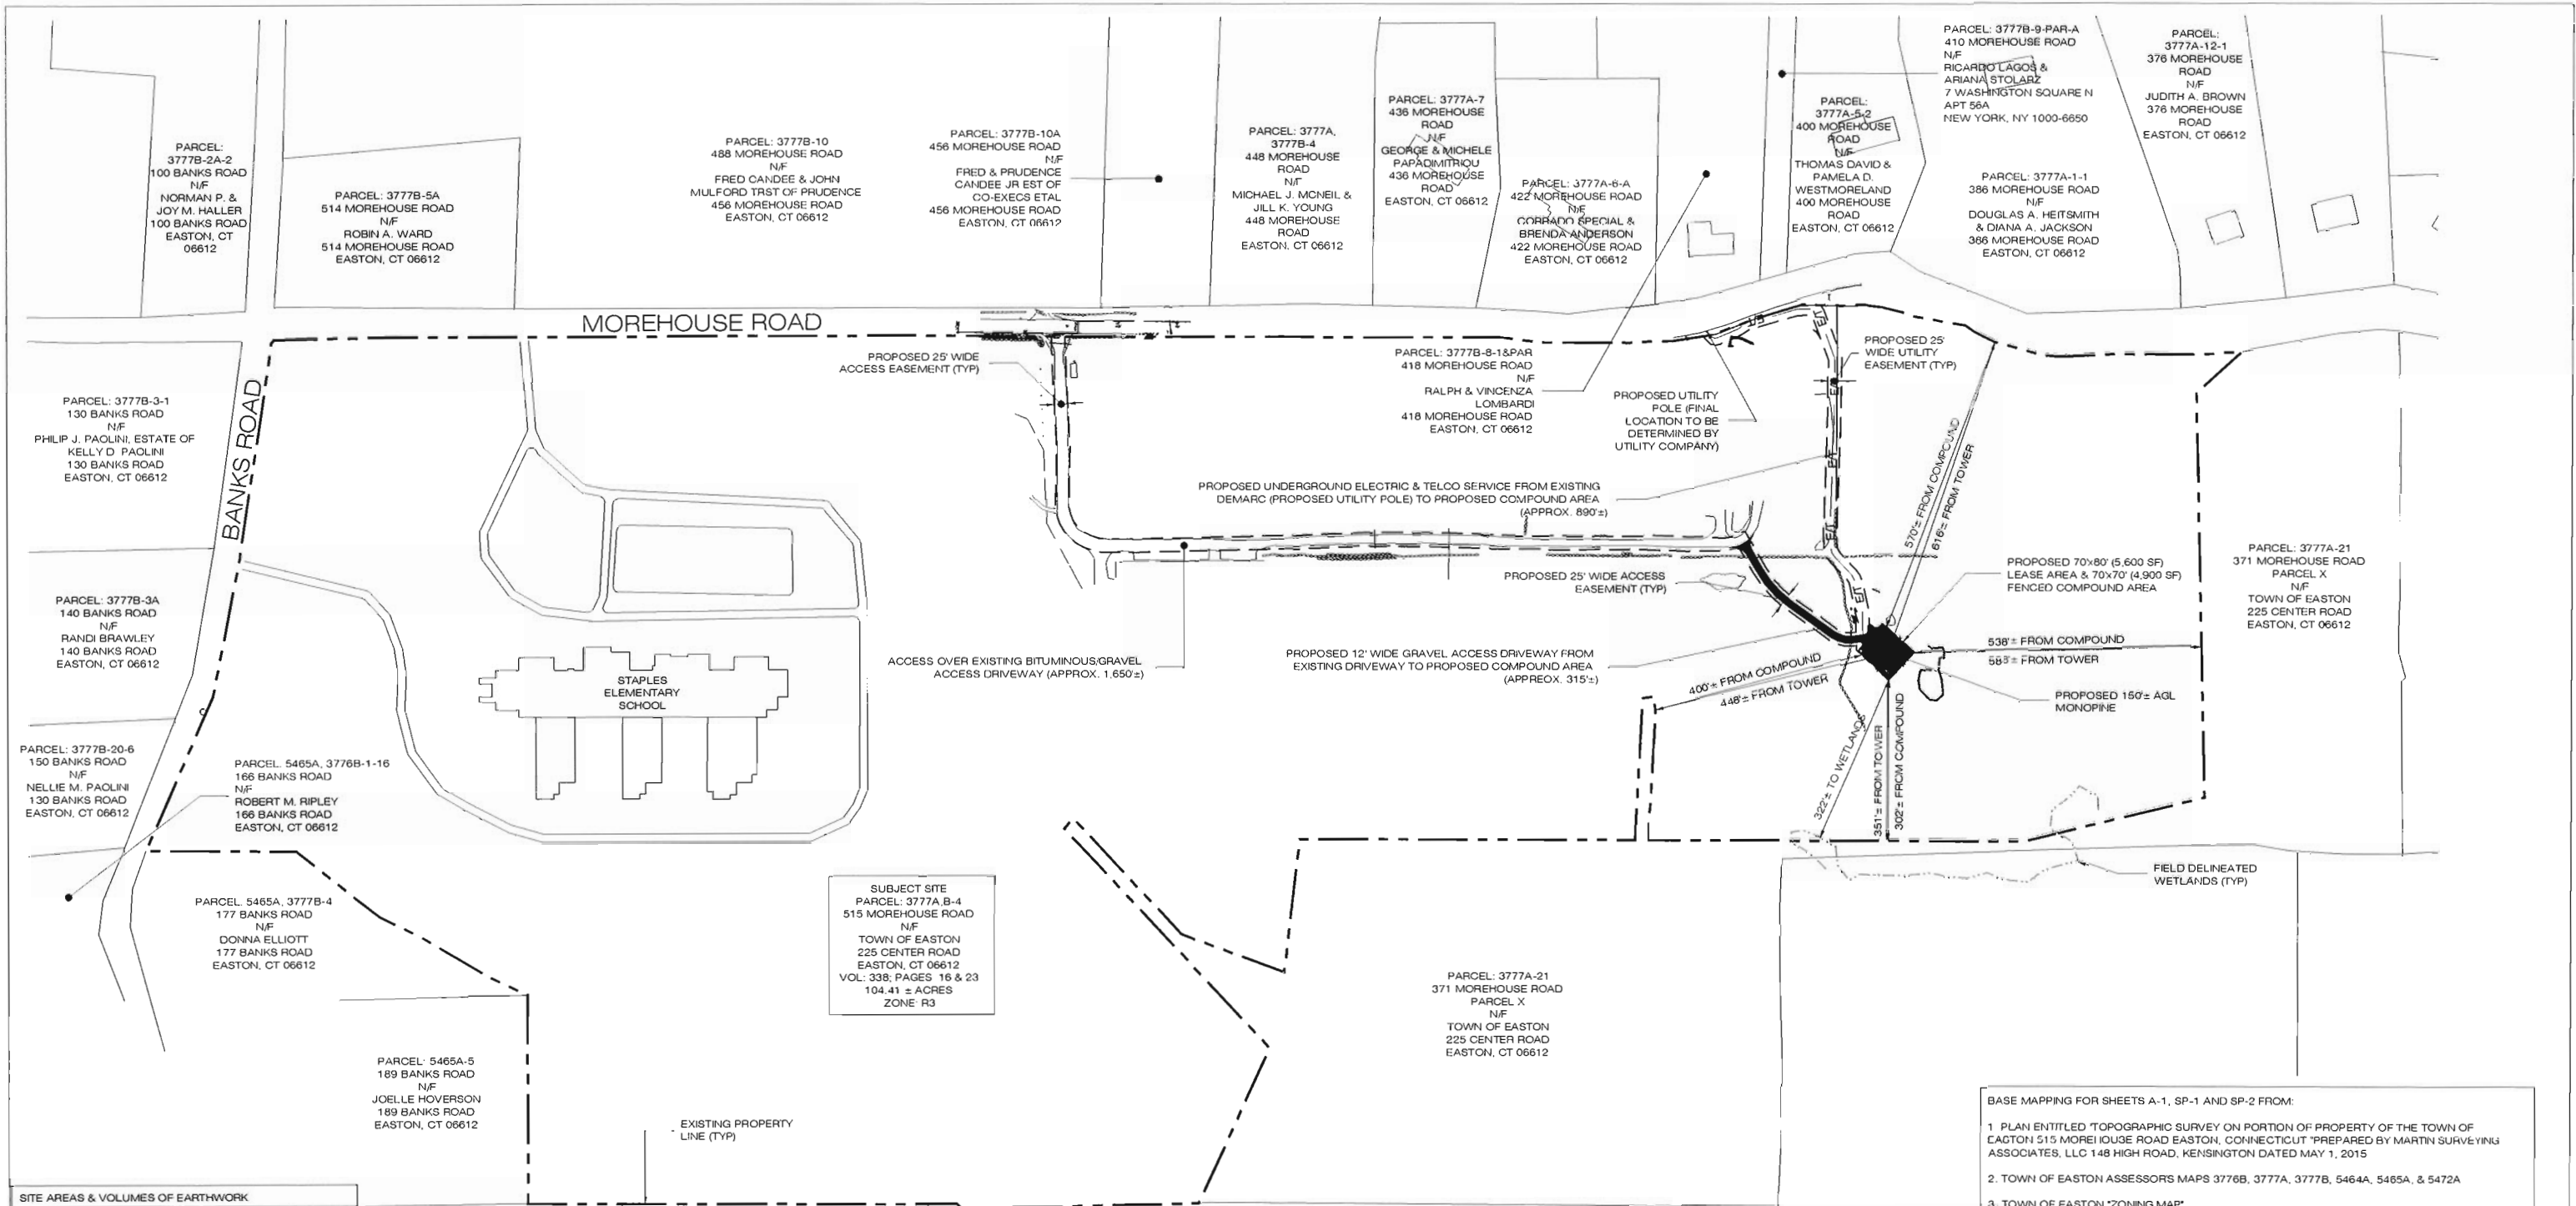 PARCEL:
3777B-2A-2
100 BANKS ROAD
N/F
NORMAN P. &
JOY M. HALLER
100 BANKS ROAD
EASTON, CT
06612
PARCEL: 3777B-5A
514 MOREHOUSE ROAD
N/F
ROBIN A. WARD
514 MOREHOUSE ROAD
EASTON, CT 06612
PARCEL: 3777B-10
488 MOREHOUSE ROAD
N/F
FRED CANDEE & JOHN
MULFORD TRST OF PRUDENCE
456 MOREHOUSE ROAD
EASTON, CT 06612
PARCEL: 3777B-10A
456 MOREHOUSE ROAD
N/F
FRED & PRUDENCE
CANDEE JR EST OF
CO-EXECS ETAL
456 MOREHOUSE ROAD
EASTON, CT 06612
PARCEL: 3777A,
3777B-4
448 MOREHOUSE
ROAD
N/F
MICHAEL J. MCNEIL &
JILL K. YOUNG
448 MOREHOUSE
ROAD
EASTON, CT 06612
PARCEL: 3777A-7
436 MOREHOUSE
ROAD
N/F
GEORGE & MICHELE
PAPADIMITRIOU
436 MOREHOUSE
ROAD
EASTON, CT 06612
PARCEL: 3777A-6-A
422 MOREHOUSE ROAD
N/F
CORRADO SPECIAL &
BRENDA ANDERSON
422 MOREHOUSE ROAD
EASTON, CT 06612
PARCEL:
3777A-5-2
400 MOREHOUSE
ROAD
N/F
THOMAS DAVID &
PAMELA D.
WESTMORELAND
400 MOREHOUSE
ROAD
EASTON, CT 06612
PARCEL: 3777B-9-PAR-A
410 MOREHOUSE ROAD
N/F
RICARDO LAGOS &
ARIANA STOLARZ
7 WASHINGTON SQUARE N
APT 56A
NEW YORK, NY 1000-6650
PARCEL: 3777A-1-1
386 MOREHOUSE ROAD
N/F
DOUGLAS A. HEITSMITH
& DIANA A. JACKSON
366 MOREHOUSE ROAD
EASTON, CT 06612
PARCEL:
3777A-12-1
376 MOREHOUSE
ROAD
N/F
JUDITH A. BROWN
376 MOREHOUSE
ROAD
EASTON, CT 06612
MOREHOUSE ROAD
BANKS ROAD
PROPOSED 25' WIDE
ACCESS EASEMENT (TYP)
PARCEL: 3777B-8-1&PAR
418 MOREHOUSE ROAD
N/F
RALPH & VINCENZA
LOMBARDI
418 MOREHOUSE ROAD
EASTON, CT 06612
PROPOSED UTILITY
POLE (FINAL
LOCATION TO BE
DETERMINED BY
UTILITY COMPANY)
PROPOSED 25'
WIDE UTILITY
EASEMENT (TYP)
E/T
E/T
E/T
E/T
E/T
E/T
570'± FROM COMPOUND
616'± FROM TOWER
PARCEL: 3777B-3-1
130 BANKS ROAD
N/F
PHILIP J. PAOLINI, ESTATE OF
KELLY D PAOLINI
130 BANKS ROAD
EASTON, CT 06612
PROPOSED UNDERGROUND ELECTRIC & TELCO SERVICE FROM EXISTING
DEMARC (PROPOSED UTILITY POLE) TO PROPOSED COMPOUND AREA
(APPROX. 890'±)
PROPOSED 25' WIDE ACCESS
EASEMENT (TYP)
PROPOSED 70'x80' (5,600 SF)
LEASE AREA & 70'x70' (4,900 SF)
FENCED COMPOUND AREA
PARCEL: 3777A-21
371 MOREHOUSE ROAD
PARCEL X
N/F
TOWN OF EASTON
225 CENTER ROAD
EASTON, CT 06612
PARCEL: 3777B-3A
140 BANKS ROAD
N/F
RANDI BRAWLEY
140 BANKS ROAD
EASTON, CT 06612
STAPLES
ELEMENTARY
SCHOOL
ACCESS OVER EXISTING BITUMINOUS/GRAVEL
ACCESS DRIVEWAY (APPROX. 1,650'±)
PROPOSED 12' WIDE GRAVEL ACCESS DRIVEWAY FROM
EXISTING DRIVEWAY TO PROPOSED COMPOUND AREA
(APPREOX. 315'±)
538'± FROM COMPOUND
FROM TOWER
400'± FROM COMPOUND
448'± FROM TOWER
PROPOSED 150'± AGL
MONOPINE
322'± TO WETLANDS
351'± FROM TOWER
302'± FROM COMPOUND
FIELD DELINEATED
WETLANDS (TYP)
PARCEL: 3777B-20-6
150 BANKS ROAD
N/F
NELLIE M. PAOLINI
130 BANKS ROAD
EASTON, CT 06612
PARCEL. 5465A, 3776B-1-16
166 BANKS ROAD
N/F
ROBERT M. RIPLEY
166 BANKS ROAD
EASTON, CT 06612
PARCEL. 5465A, 3777B-4
177 BANKS ROAD
N/F
DONNA ELLIOTT
177 BANKS ROAD
EASTON, CT 06612
SUBJECT SITE
PARCEL: 3777A,B-4
515 MOREHOUSE ROAD
N/F
TOWN OF EASTON
225 CENTER ROAD
EASTON, CT 06612
VOL: 338; PAGES 16 & 23
104.41 ± ACRES
ZONE: R3
PARCEL: 3777A-21
371 MOREHOUSE ROAD
PARCEL X
N/F
TOWN OF EASTON
225 CENTER ROAD
EASTON, CT 06612
PARCEL: 5465A-5
189 BANKS ROAD
N/F
JOELLE HOVERSON
189 BANKS ROAD
EASTON, CT 06612
EXISTING PROPERTY
LINE (TYP)
SITE AREAS & VOLUMES OF EARTHWORK
BASE MAPPING FOR SHEETS A-1, SP-1 AND SP-2 FROM:
1 PLAN ENTITLED "TOPOGRAPHIC SURVEY ON PORTION OF PROPERTY OF THE TOWN OF
EASTON 515 MOREHOUSE ROAD EASTON, CONNECTICUT "PREPARED BY MARTIN SURVEYING
ASSOCIATES, LLC 148 HIGH ROAD, KENSINGTON DATED MAY 1, 2015
2. TOWN OF EASTON ASSESSORS MAPS 3776B, 3777A, 3777B, 5464A, 5465A, & 5472A
3. TOWN OF EASTON "ZONING MAP"